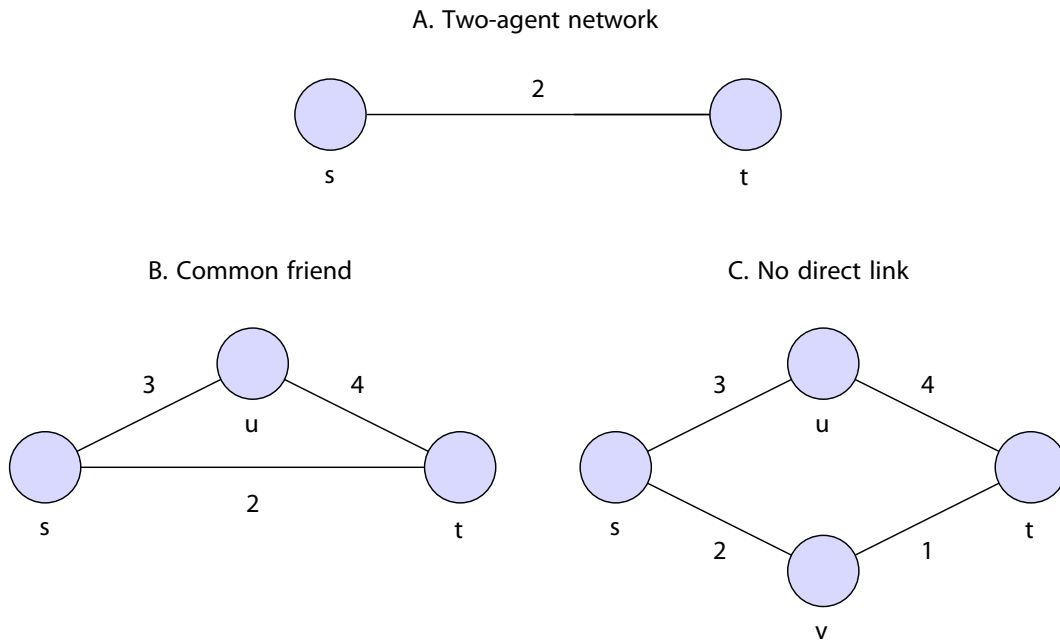 A. Two-agent network
2
s
t
B. Common friend
3
4
u
2
s
t
C. No direct link
3
4
u
s
t
2
1
v